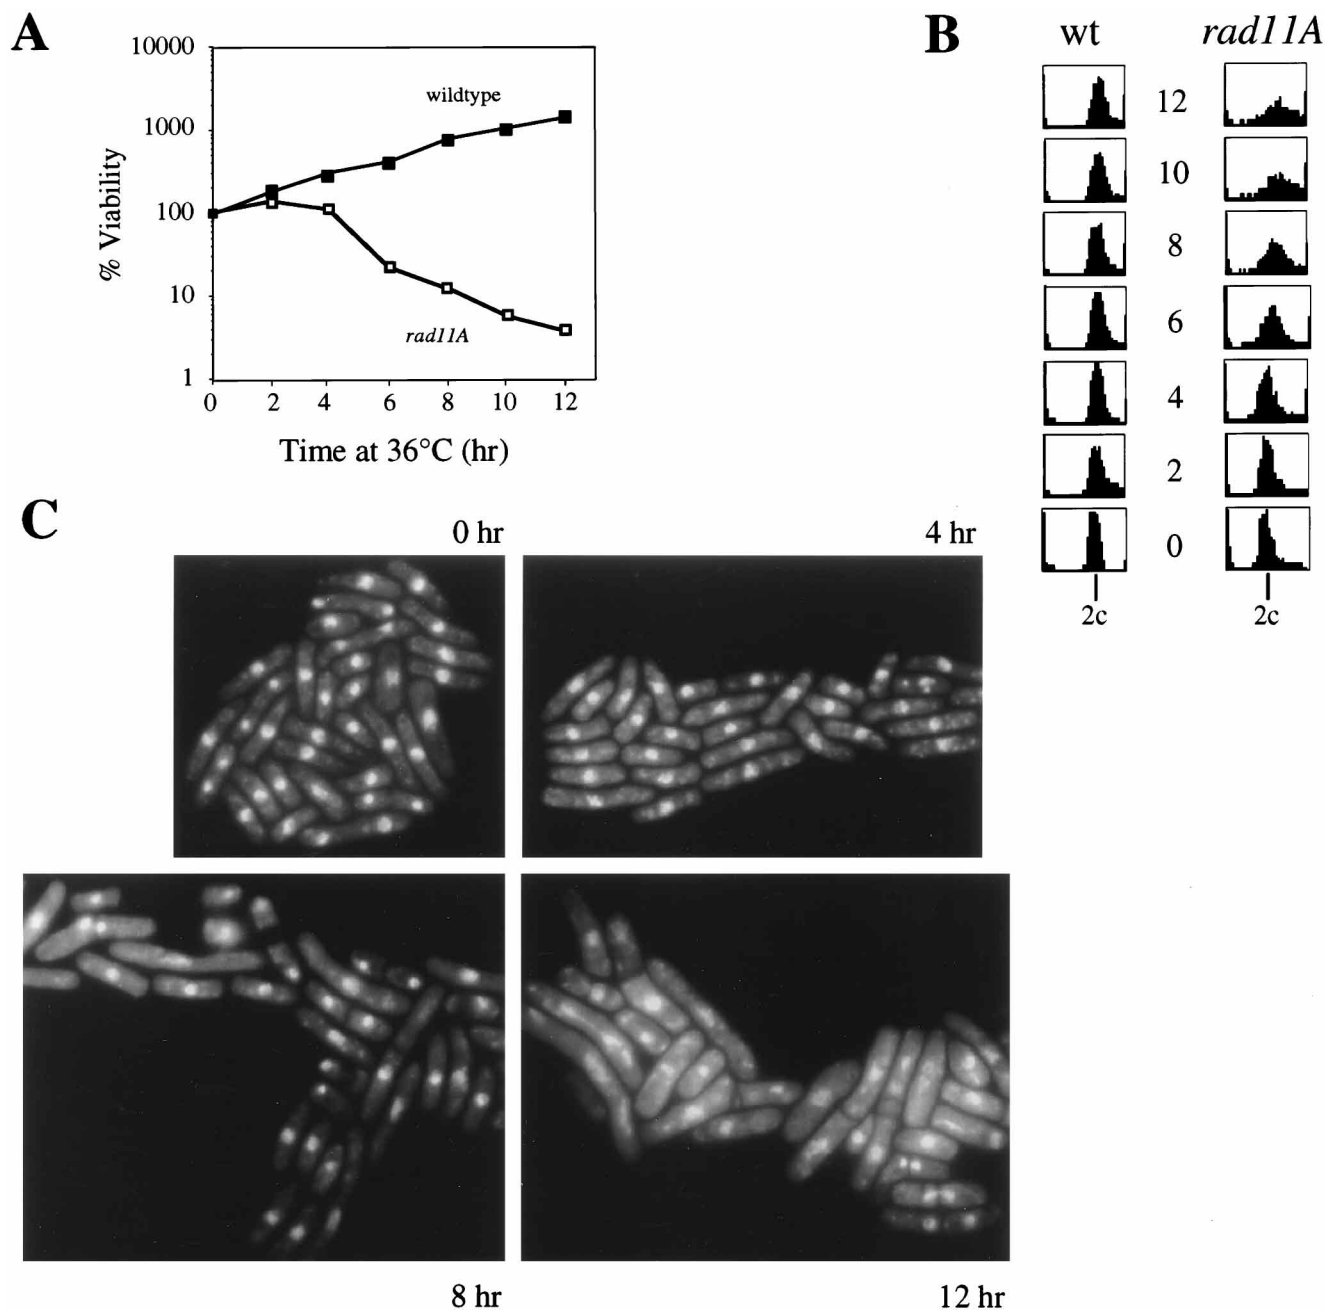 A
10000
1000
100
10
1
% Viability
wildtype
rad11A
0 2 4 6 8 10 12
Time at 36°C (hr)
B
wt rad11A
12
10
8
6
4
2
0
2c 2c
C
0 hr 4 hr
8 hr 12 hr